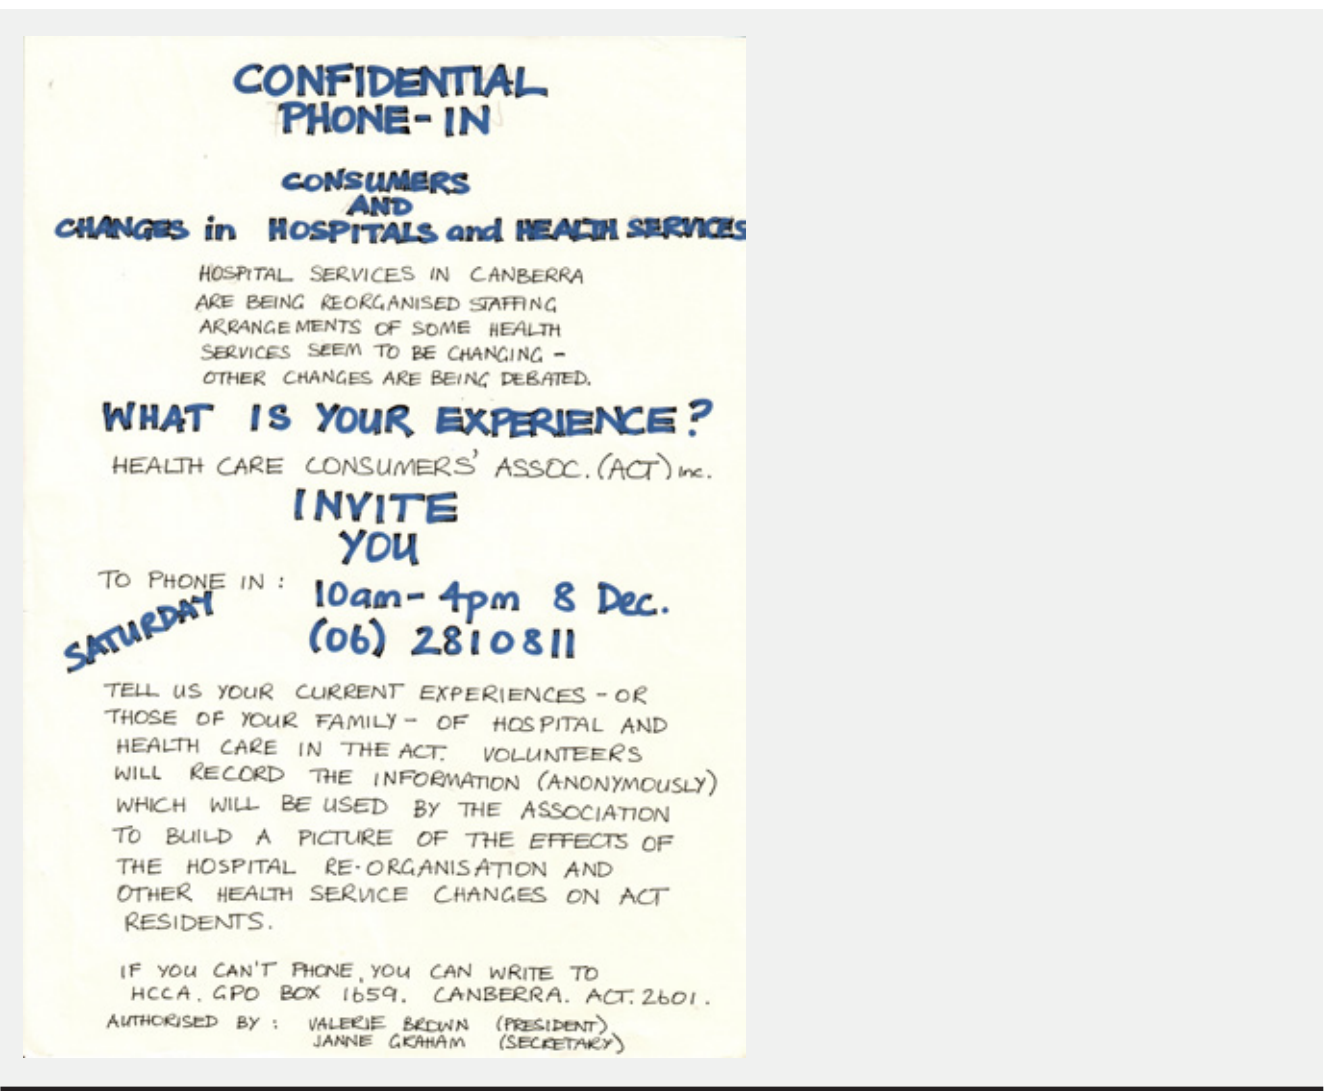 CONFIDENTIAL
PHONE-IN
CONSUMERS
AND
CHANGES in HOSPITALS and HEALTH SERVICES
HOSPITAL SERVICES IN CANBERRA
ARE BEING REORGANISED STAFFING
ARRANGEMENTS OF SOME HEALTH
SERVICES SEEM TO BE CHANGING -
OTHER CHANGES ARE BEING DEBATED.
WHAT IS YOUR EXPERIENCE?
HEALTH CARE CONSUMERS' ASSOC. (ACT) Inc.
INVITE
YOU
TO PHONE IN :
SATURDAY
10am - 4pm 8 Dec.
(06) 2810811
TELL US YOUR CURRENT EXPERIENCES - OR
THOSE OF YOUR FAMILY - OF HOSPITAL AND
HEALTH CARE IN THE ACT. VOLUNTEERS
WILL RECORD THE INFORMATION (ANONYMOUSLY)
WHICH WILL BE USED BY THE ASSOCIATION
TO BUILD A PICTURE OF THE EFFECTS OF
THE HOSPITAL RE-ORGANISATION AND
OTHER HEALTH SERVICE CHANGES ON ACT
RESIDENTS.
IF YOU CAN'T PHONE, YOU CAN WRITE TO
HCCA. GPO BOX 1659. CANBERRA. ACT. 2601.
AUTHORISED BY : VALERIE BROWN (PRESIDENT)
JANNE GRAHAM (SECRETARY)